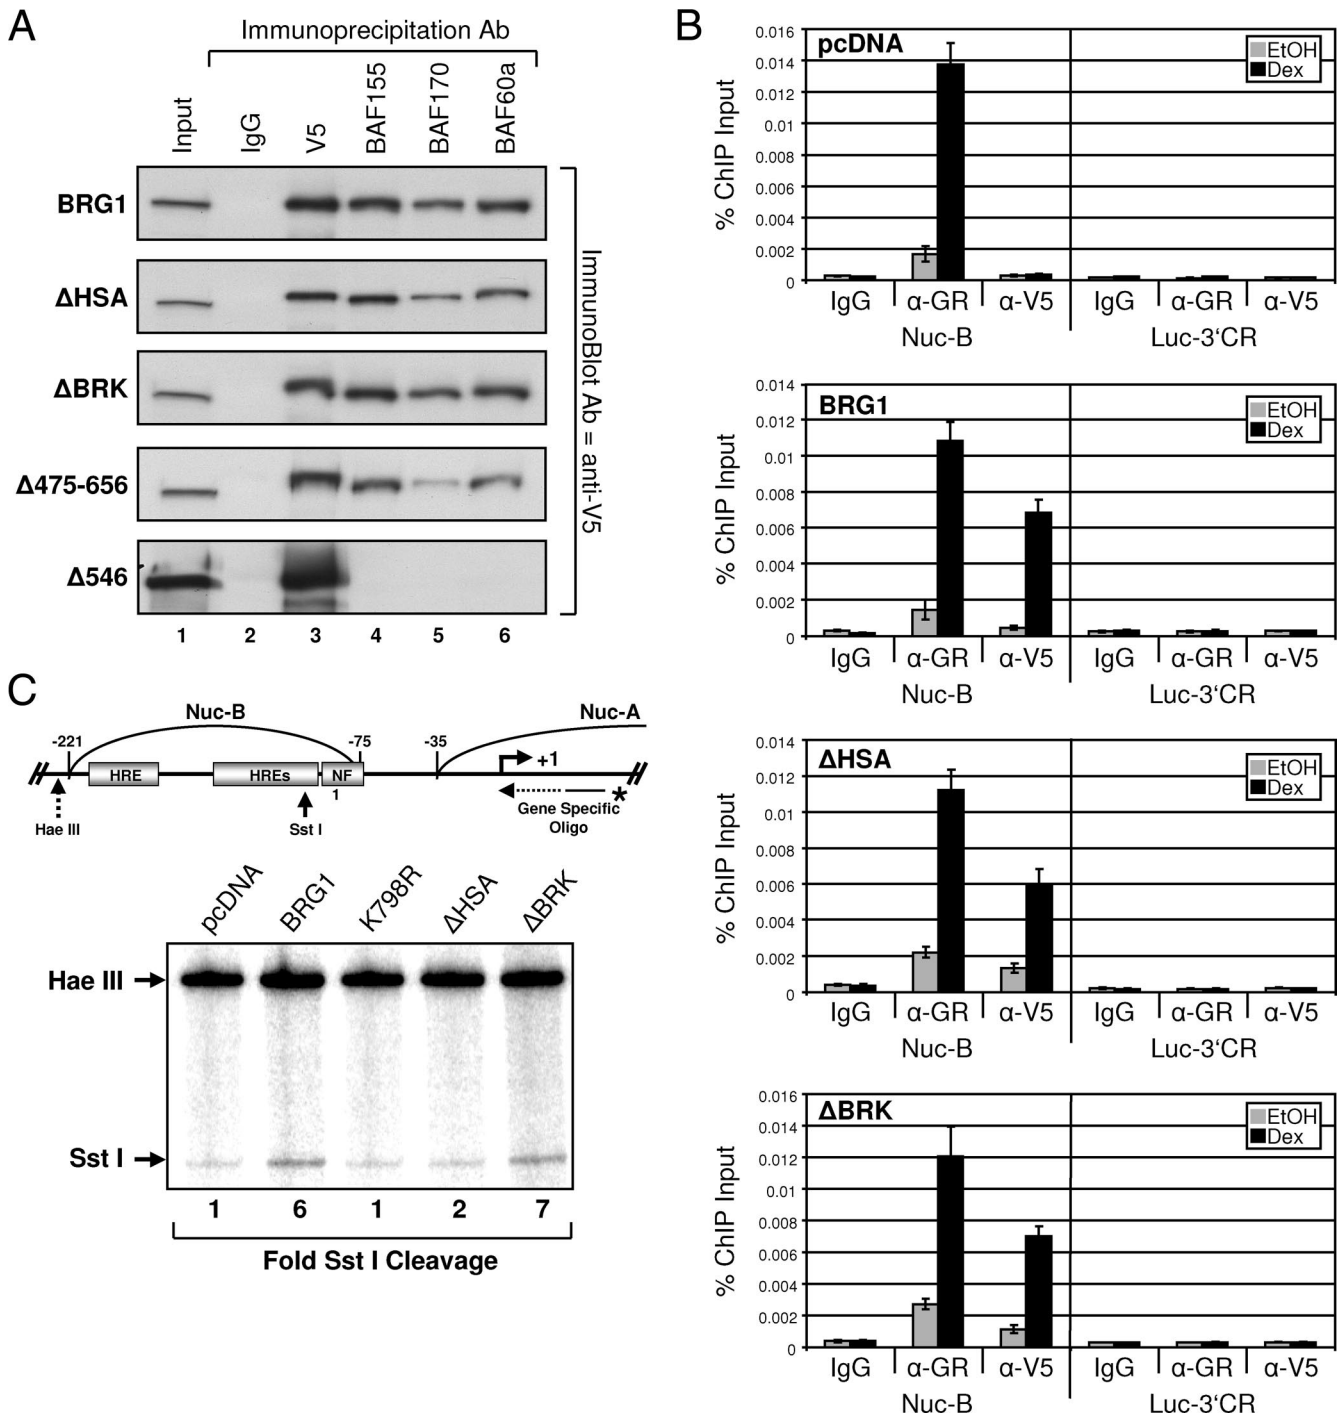 A
Immunoprecipitation Ab
Input
IgG
V5
BAF155
BAF170
BAF60a
BRG1
ΔHSA
ΔBRK
Δ475-656
Δ546
ImmunoBlot Ab = anti-V5
1 2 3 4 5 6
B
pcDNA
EtOH
Dex
% ChIP Input
0.016
0.014
0.012
0.01
0.008
0.006
0.004
0.002
0
IgG α-GR α-V5 IgG α-GR α-V5
Nuc-B Luc-3‘CR
BRG1
EtOH
Dex
% ChIP Input
0.014
0.012
0.01
0.008
0.006
0.004
0.002
0
IgG α-GR α-V5 IgG α-GR α-V5
Nuc-B Luc-3‘CR
ΔHSA
EtOH
Dex
% ChIP Input
0.014
0.012
0.01
0.008
0.006
0.004
0.002
0
IgG α-GR α-V5 IgG α-GR α-V5
Nuc-B Luc-3‘CR
ΔBRK
EtOH
Dex
% ChIP Input
0.016
0.014
0.012
0.01
0.008
0.006
0.004
0.002
0
IgG α-GR α-V5 IgG α-GR α-V5
Nuc-B Luc-3‘CR
C
Nuc-B Nuc-A
-221 -75 -35
HRE HREs NF
1
+1
*
Hae III Sst I
Gene Specific
Oligo
pcDNA
BRG1
K798R
ΔHSA
ΔBRK
Hae III
Sst I
1 6 1 2 7
Fold Sst I Cleavage